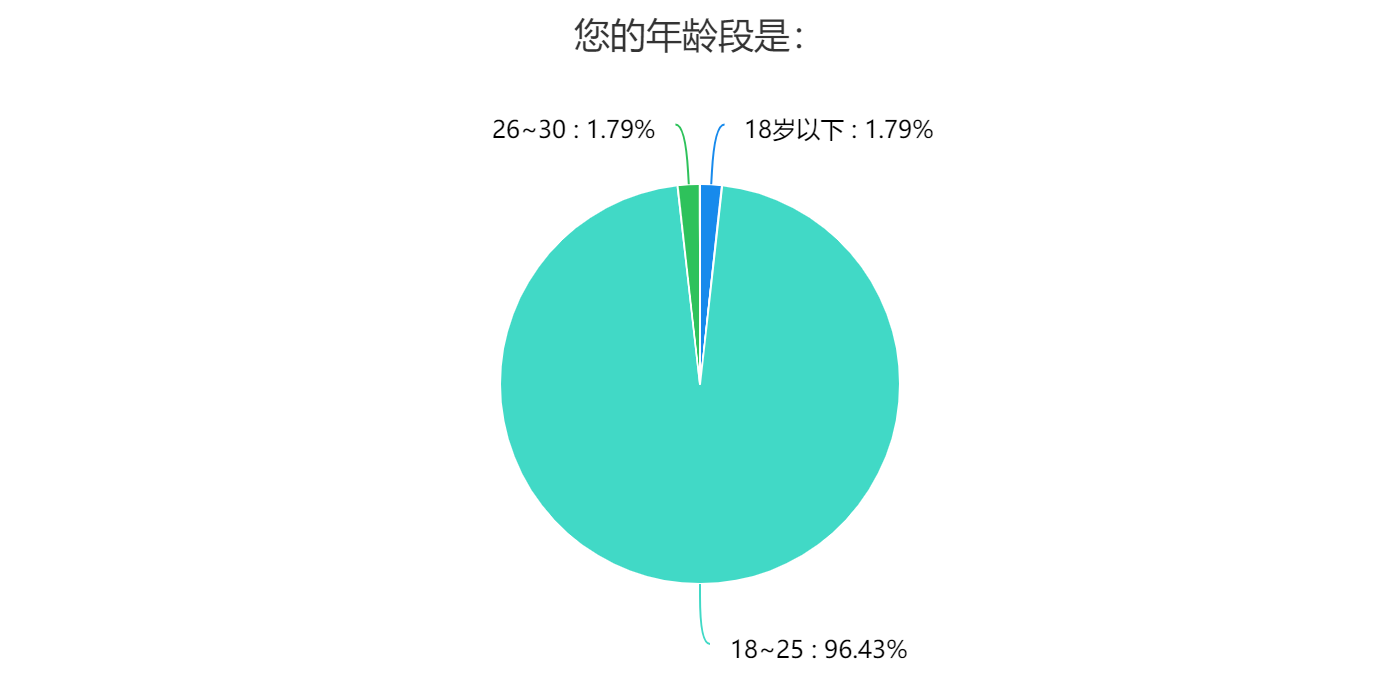 您的年龄段是：
26~30 : 1.79%
18岁以下 : 1.79%
18~25 : 96.43%